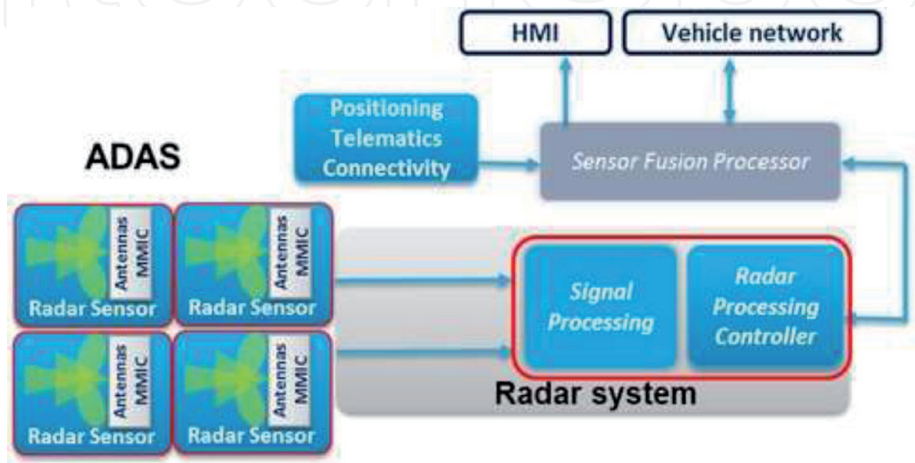 HMI
Vehicle network
Positioning
Telematics
Connectivity
Sensor Fusion Processor
ADAS
Antennas
MMIC
Radar Sensor
Antennas
MMIC
Radar Sensor
Antennas
MMIC
Radar Sensor
Antennas
MMIC
Radar Sensor
Signal
Processing
Radar
Processing
Controller
Radar system